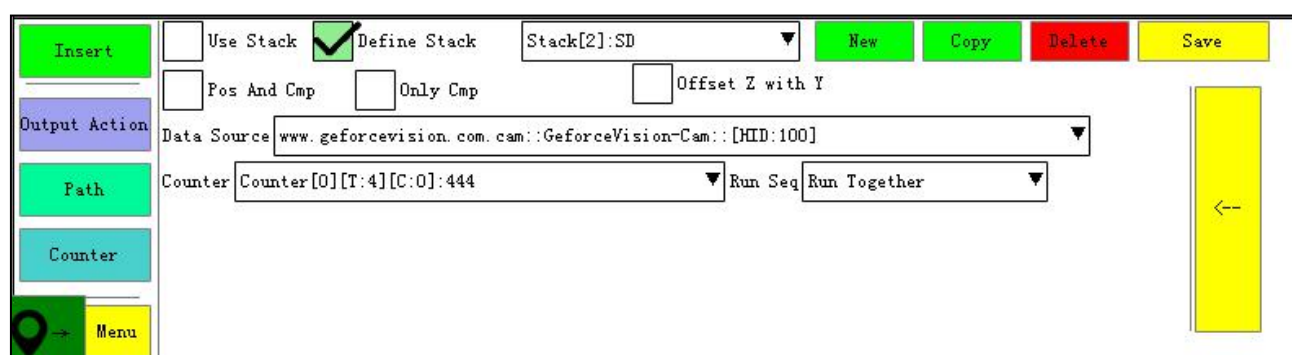 Insert
Use Stack Define Stack Stack[2]:SD New Copy Delete Save
Pos And Cmp Only Cmp Offset Z with Y
Output Action
Data Source www.geforcevision.com.cam::GeforceVision-Cam::[HID:100]
Path
Counter Counter[0][T:4][C:0]:444 Run Seq Run Together
<--
Counter
→ Menu